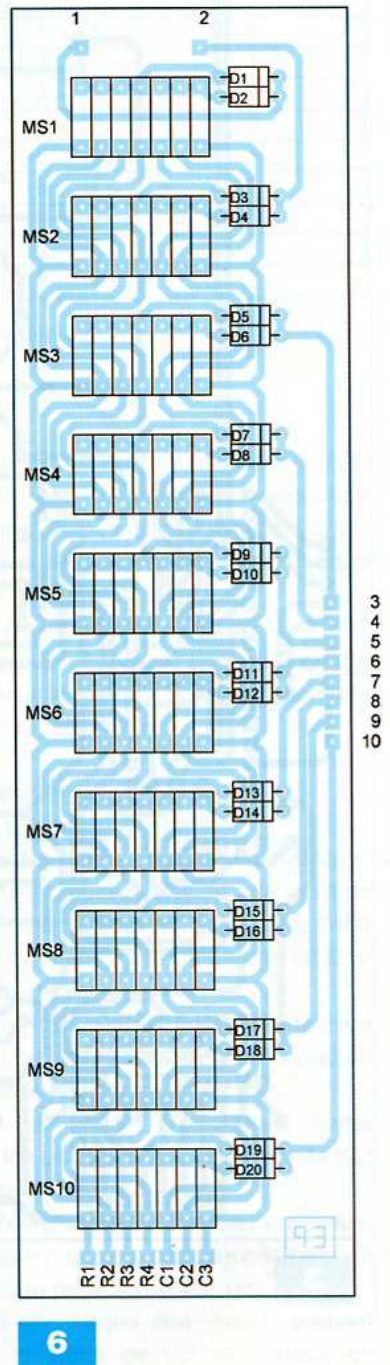 1 2
D1
D2
MS1
D3
D4
MS2
D5
D6
MS3
D7
D8
MS4
D9
D10
MS5
3
4
5
D11
6
D12
7
MS6
8
9
10
D13
D14
MS7
D15
D16
MS8
D17
D18
MS9
D19
D20
MS10
R1 R2 R3 R4 C1 C2 C3
EP
6